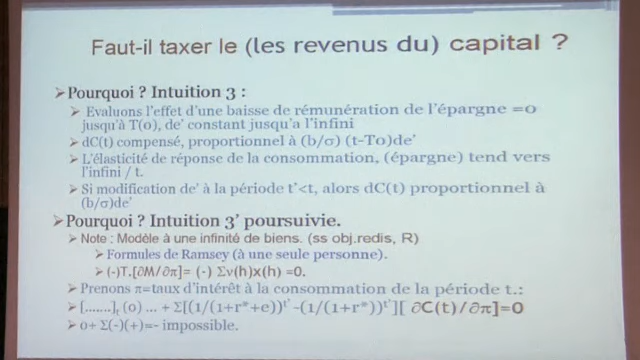 Faut-il taxer le (les revenus du) capital ?
Pourquoi ? Intuition 3 :
Evaluons l'effet d'une baisse de rémunération de l'épargne =0
jusqu'à T(0), de' constant jusqu'a l'infini
dC(t) compensé, proportionnel à (b/σ) (t-To)de'
L'élasticité de réponse de la consommation, (épargne) tend vers
l'infini / t.
Si modification de' à la période t'<t, alors dC(t) proportionnel à
(b/σ)de'
Pourquoi ? Intuition 3' poursuivie.
Note : Modèle à une infinité de biens. (ss obj.redis, R)
Formules de Ramsey (à une seule personne).
(-)T.[∂M/∂π]= (-) Σν(h)x(h) =0.
Prenons π=taux d'intérêt à la consommation de la période t.:
[.......]t (0) ... + Σ[(1/(1+r*+e))t' -(1/(1+r*))t'][ ∂C(t)/∂π]=0
0+ Σ(-)(+)=- impossible.